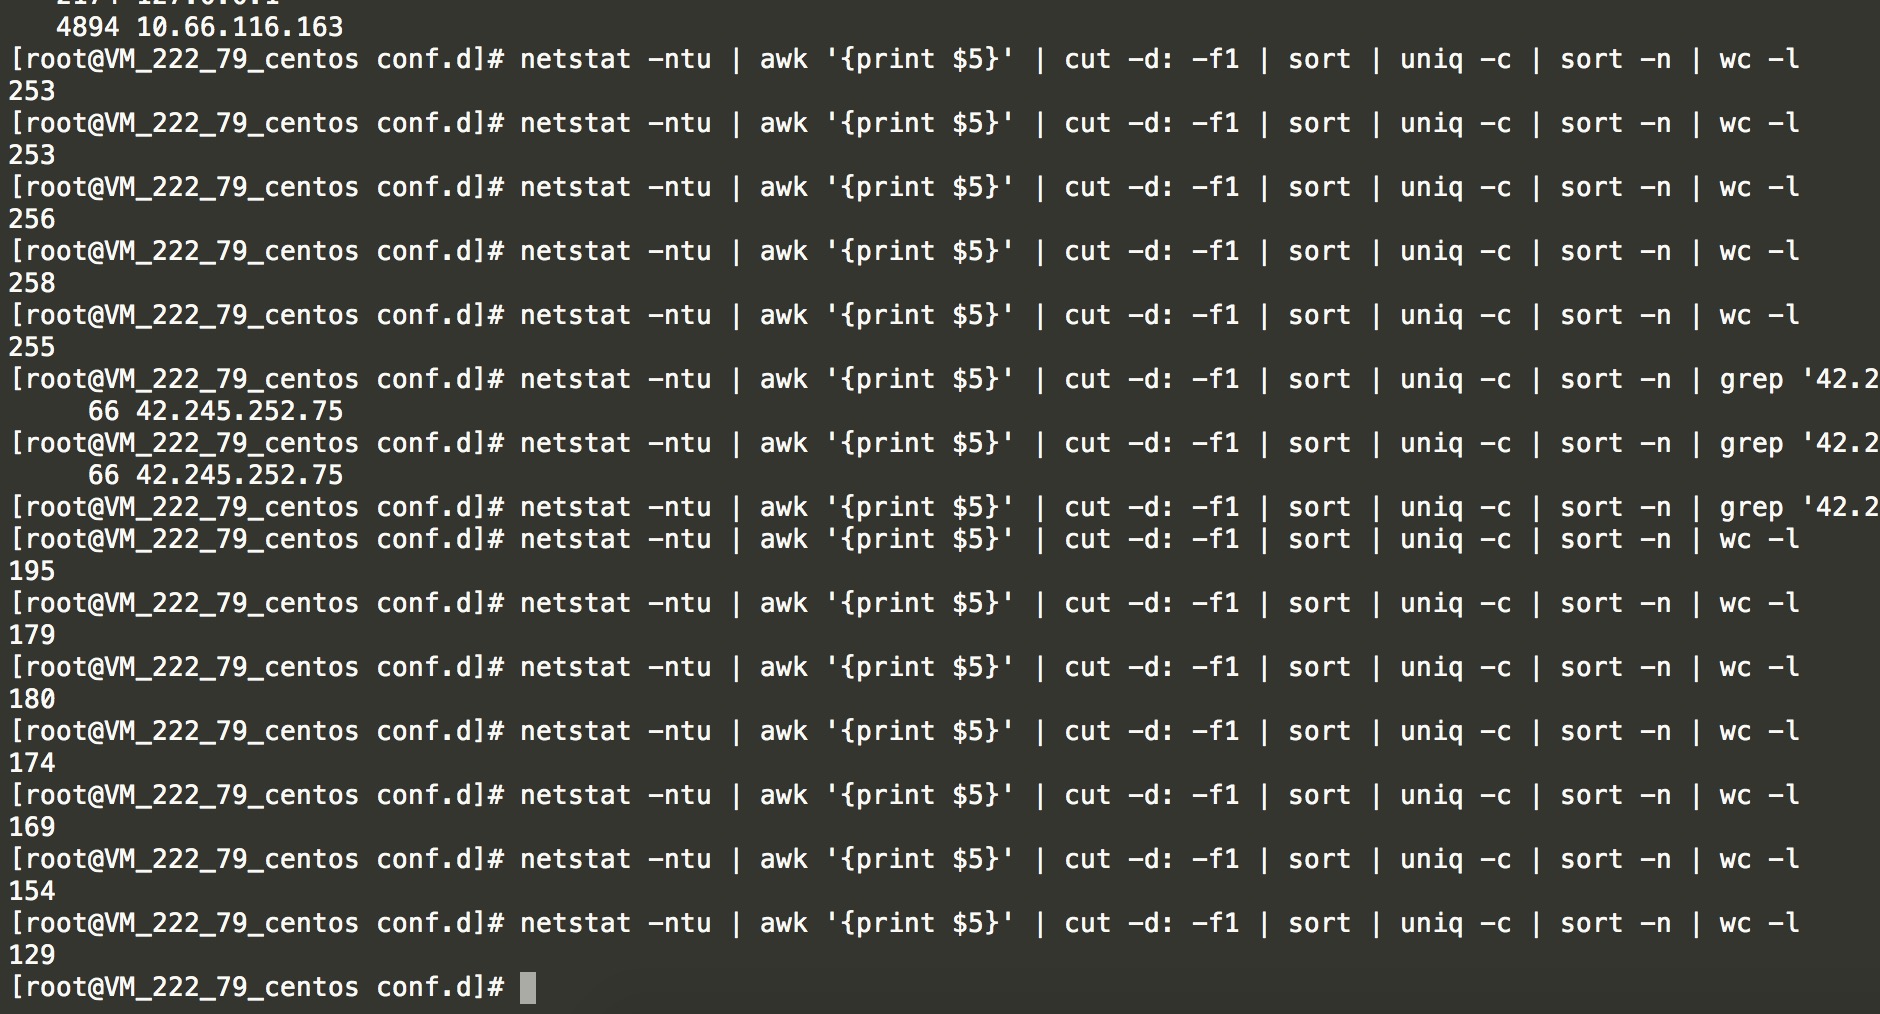 2174 127.0.0.1
4894 10.66.116.163
[root@VM_222_79_centos conf.d]# netstat -ntu | awk '{print $5}' | cut -d: -f1 | sort | uniq -c | sort -n | wc -l
253
[root@VM_222_79_centos conf.d]# netstat -ntu | awk '{print $5}' | cut -d: -f1 | sort | uniq -c | sort -n | wc -l
253
[root@VM_222_79_centos conf.d]# netstat -ntu | awk '{print $5}' | cut -d: -f1 | sort | uniq -c | sort -n | wc -l
256
[root@VM_222_79_centos conf.d]# netstat -ntu | awk '{print $5}' | cut -d: -f1 | sort | uniq -c | sort -n | wc -l
258
[root@VM_222_79_centos conf.d]# netstat -ntu | awk '{print $5}' | cut -d: -f1 | sort | uniq -c | sort -n | wc -l
255
[root@VM_222_79_centos conf.d]# netstat -ntu | awk '{print $5}' | cut -d: -f1 | sort | uniq -c | sort -n | grep '42.2
66 42.245.252.75
[root@VM_222_79_centos conf.d]# netstat -ntu | awk '{print $5}' | cut -d: -f1 | sort | uniq -c | sort -n | grep '42.2
66 42.245.252.75
[root@VM_222_79_centos conf.d]# netstat -ntu | awk '{print $5}' | cut -d: -f1 | sort | uniq -c | sort -n | grep '42.2
[root@VM_222_79_centos conf.d]# netstat -ntu | awk '{print $5}' | cut -d: -f1 | sort | uniq -c | sort -n | wc -l
195
[root@VM_222_79_centos conf.d]# netstat -ntu | awk '{print $5}' | cut -d: -f1 | sort | uniq -c | sort -n | wc -l
179
[root@VM_222_79_centos conf.d]# netstat -ntu | awk '{print $5}' | cut -d: -f1 | sort | uniq -c | sort -n | wc -l
180
[root@VM_222_79_centos conf.d]# netstat -ntu | awk '{print $5}' | cut -d: -f1 | sort | uniq -c | sort -n | wc -l
174
[root@VM_222_79_centos conf.d]# netstat -ntu | awk '{print $5}' | cut -d: -f1 | sort | uniq -c | sort -n | wc -l
169
[root@VM_222_79_centos conf.d]# netstat -ntu | awk '{print $5}' | cut -d: -f1 | sort | uniq -c | sort -n | wc -l
154
[root@VM_222_79_centos conf.d]# netstat -ntu | awk '{print $5}' | cut -d: -f1 | sort | uniq -c | sort -n | wc -l
129
[root@VM_222_79_centos conf.d]#